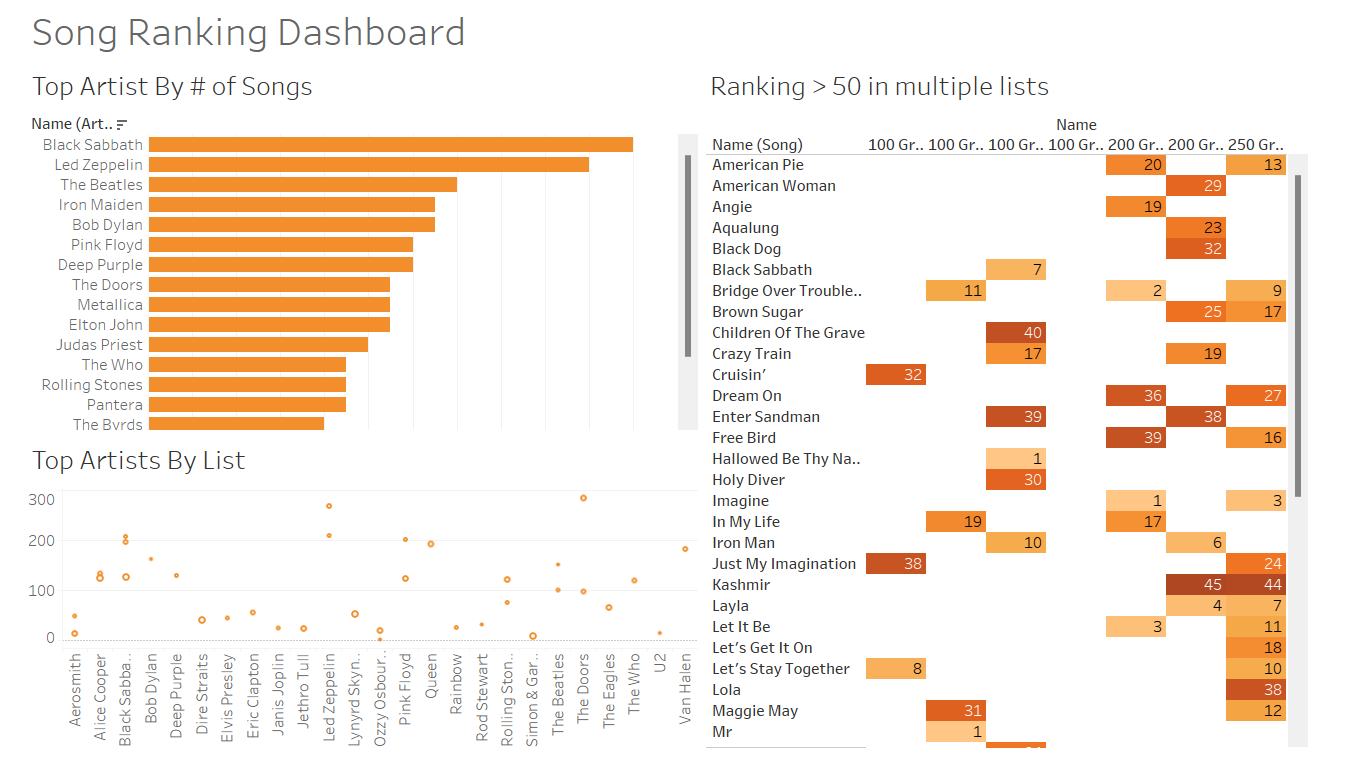 Song Ranking Dashboard
Top Artist By # of Songs
Name (Art..
Black Sabbath
Led Zeppelin
The Beatles
Iron Maiden
Bob Dylan
Pink Floyd
Deep Purple
The Doors
Metallica
Elton John
Judas Priest
The Who
Rolling Stones
Pantera
The Byrds
Top Artists By List
300
200
100
0
Aerosmith
Alice Cooper
Black Sabba..
Bob Dylan
Deep Purple
Dire Straits
Elvis Presley
Eric Clapton
Janis Joplin
Jethro Tull
Led Zeppelin
Lynyrd Skyn..
Ozzy Osbour..
Pink Floyd
Queen
Rainbow
Rod Stewart
Rolling Ston..
Simon & Gar..
The Beatles
The Doors
The Eagles
The Who
U2
Van Halen
Ranking > 50 in multiple lists
Name
Name (Song) 100 Gr.. 100 Gr.. 100 Gr.. 100 Gr.. 200 Gr.. 200 Gr.. 250 Gr..
American Pie 20 13
American Woman 29
Angie 19
Aqualung 23
Black Dog 32
Black Sabbath 7
Bridge Over Trouble.. 11 2 9
Brown Sugar 25 17
Children Of The Grave 40
Crazy Train 17 19
Cruisin’ 32
Dream On 36 27
Enter Sandman 39 38
Free Bird 39 16
Hallowed Be Thy Na.. 1
Holy Diver 30
Imagine 1 3
In My Life 19 17
Iron Man 10 6
Just My Imagination 38 24
Kashmir 45 44
Layla 4 7
Let It Be 3 11
Let’s Get It On 18
Let’s Stay Together 8 10
Lola 38
Maggie May 31 12
Mr 1